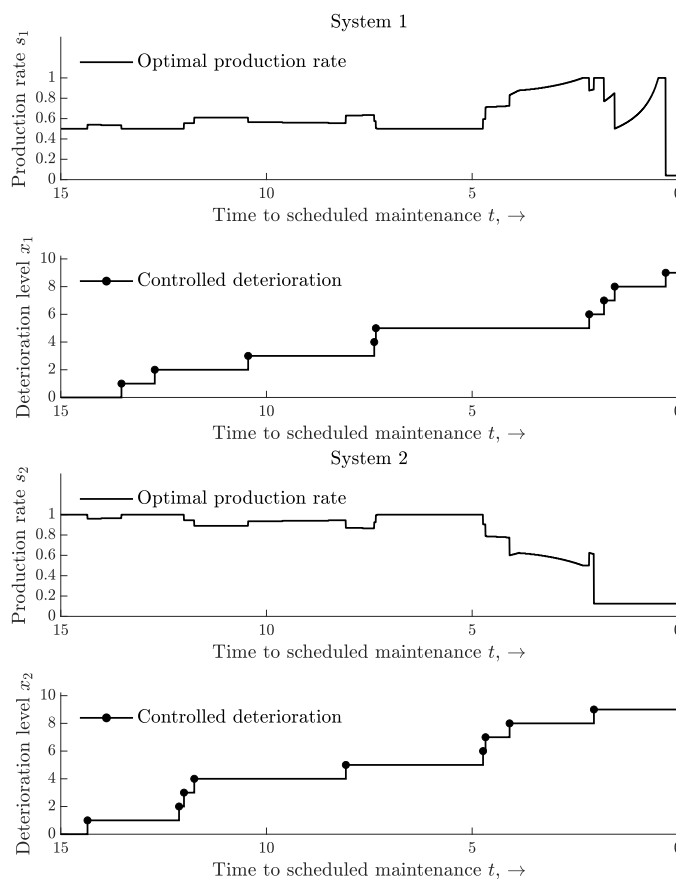 System 1
Production rate s₁
Optimal production rate
1
0.8
0.6
0.4
0.2
0
15 10 5 0
Time to scheduled maintenance t, →
Deterioration level x₁
Controlled deterioration
10
8
6
4
2
0
15 10 5 0
Time to scheduled maintenance t, →
System 2
Production rate s₂
Optimal production rate
1
0.8
0.6
0.4
0.2
0
15 10 5 0
Time to scheduled maintenance t, →
Deterioration level x₂
Controlled deterioration
10
8
6
4
2
0
15 10 5 0
Time to scheduled maintenance t, →